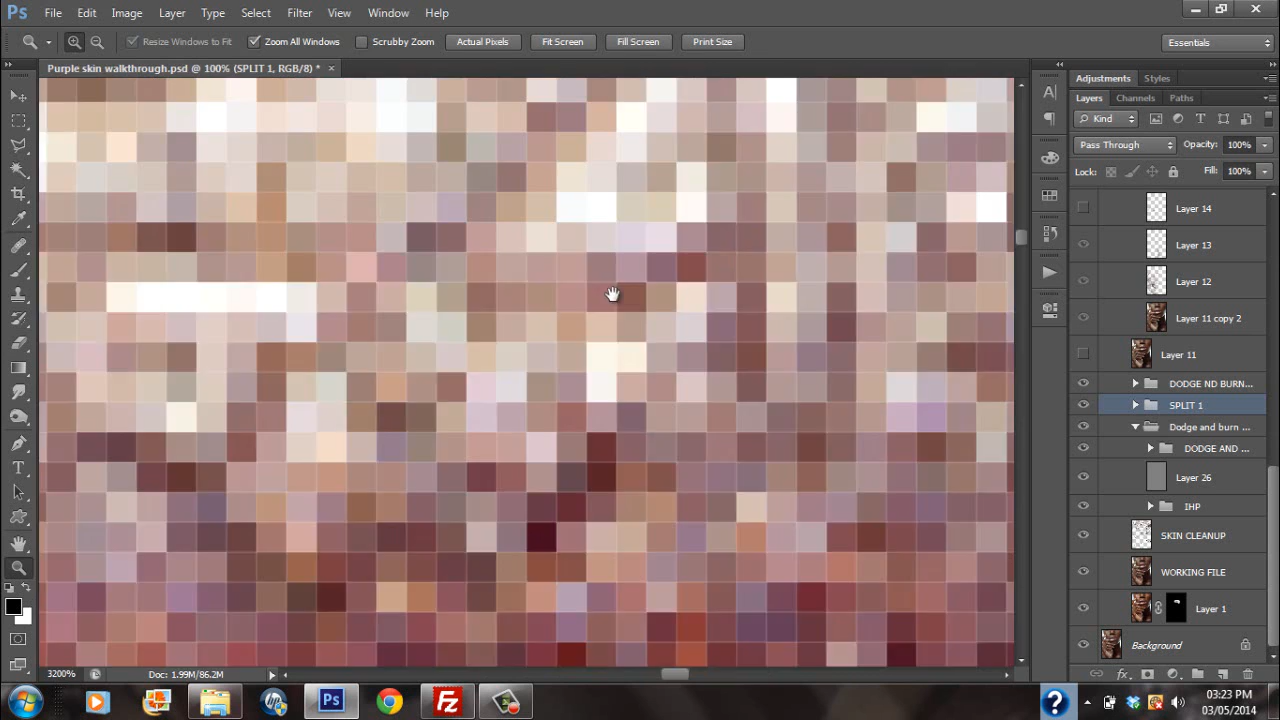 Ps File Edit Image Layer Type Select Filter View Window Help
Resize Windows to Fit Zoom All Windows Scrubby Zoom Actual Pixels Fit Screen Fill Screen Print Size Essentials
Purple skin walkthrough.psd @ 100% (SPLIT 1, RGB/8) * ×
Adjustments Styles
Layers Channels Paths
Kind
Pass Through Opacity: 100%
Lock: Fill: 100%
Layer 14
Layer 13
Layer 12
Layer 11 copy 2
Layer 11
DODGE ND BURN...
SPLIT 1
Dodge and burn ...
DODGE AND ...
Layer 26
IHP
SKIN CLEANUP
WORKING FILE
Layer 1
Background
3200% Doc: 1.99M/86.2M
03:23 PM
03/05/2014